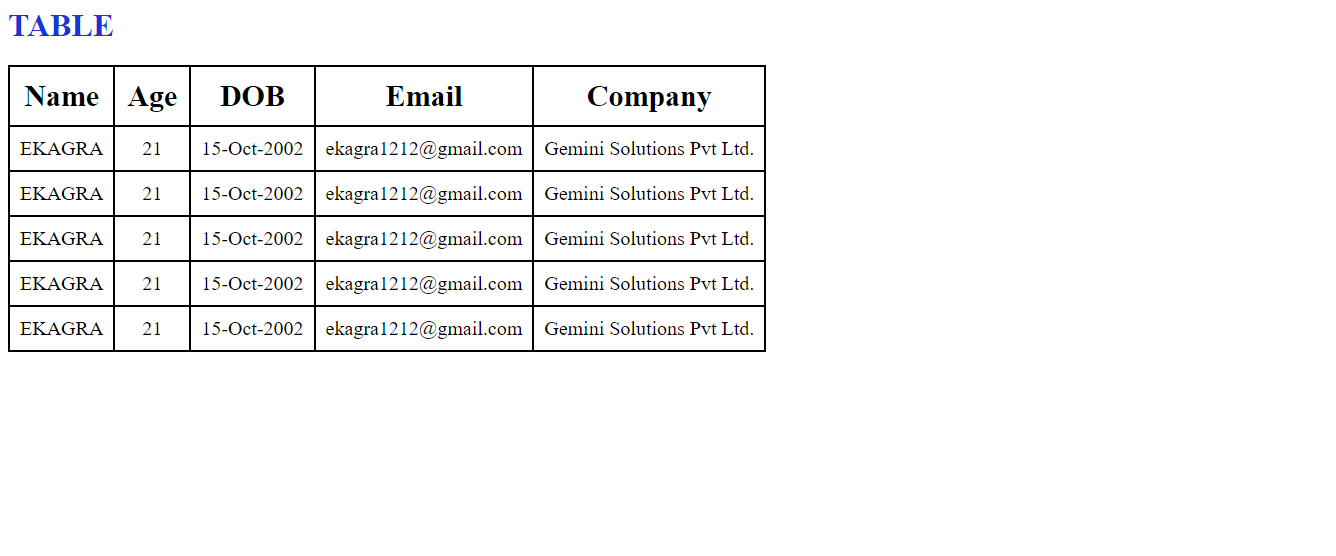 TABLE
Name Age DOB Email Company
EKAGRA 21 15-Oct-2002 ekagra1212@gmail.com Gemini Solutions Pvt Ltd.
EKAGRA 21 15-Oct-2002 ekagra1212@gmail.com Gemini Solutions Pvt Ltd.
EKAGRA 21 15-Oct-2002 ekagra1212@gmail.com Gemini Solutions Pvt Ltd.
EKAGRA 21 15-Oct-2002 ekagra1212@gmail.com Gemini Solutions Pvt Ltd.
EKAGRA 21 15-Oct-2002 ekagra1212@gmail.com Gemini Solutions Pvt Ltd.